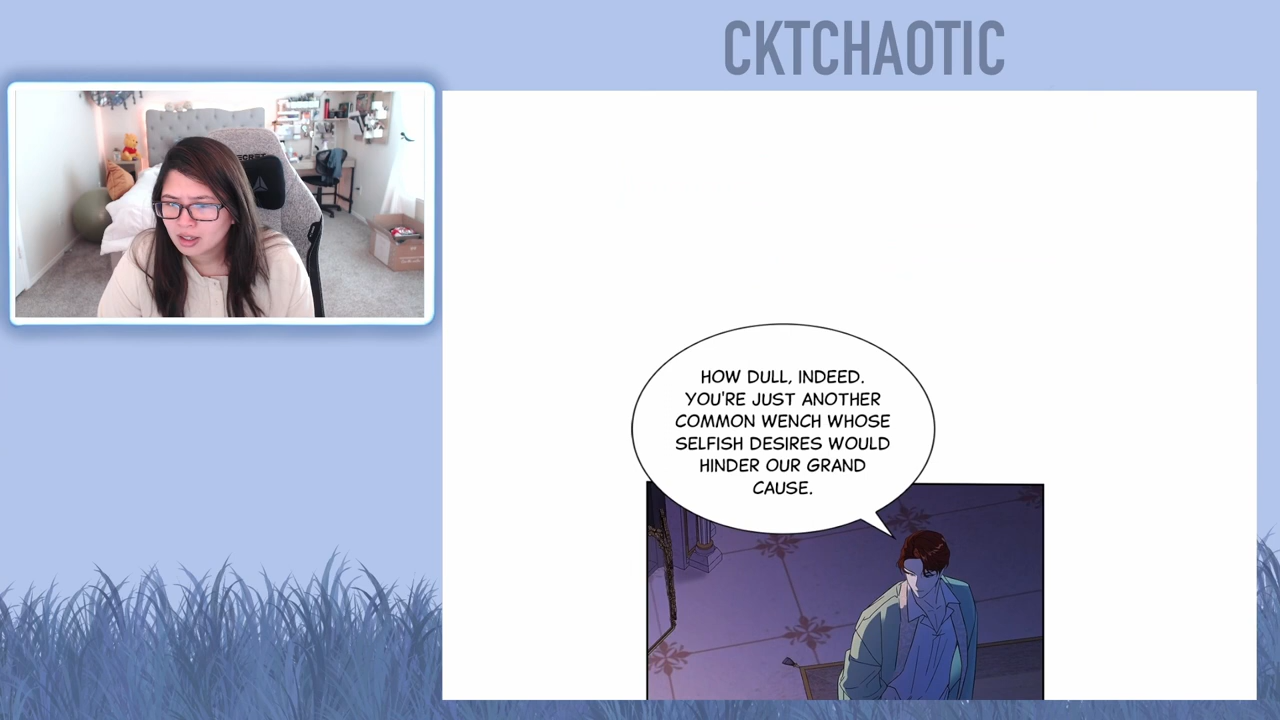 CKTCHAOTIC
HOW DULL, INDEED.
YOU'RE JUST ANOTHER
COMMON WENCH WHOSE
SELFISH DESIRES WOULD
HINDER OUR GRAND
CAUSE.